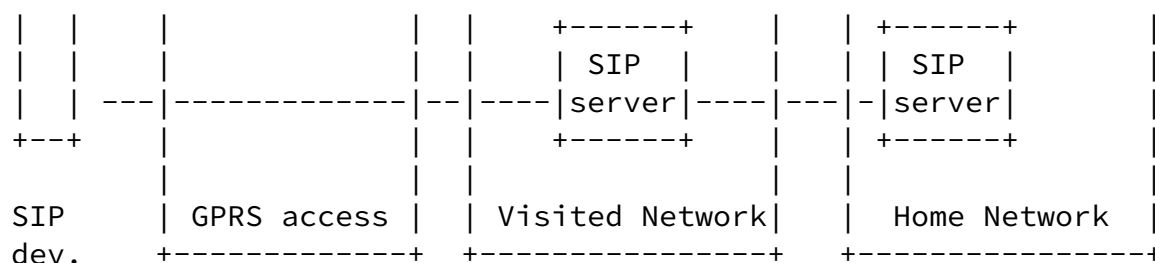 |  |    |             |  |    +------+    |   | +------+       |
|  |    |             |  |    | SIP  |    |   | | SIP  |       |
|  | ---|-------------|--|----|server|----|---|-|server|       |
+--+    |             |  |    +------+    |   | +------+       |
        |             |  |                |   |                |
SIP     | GPRS access |  | Visited Network|   |  Home Network  |
dev.    +-------------+  +----------------+   +----------------+